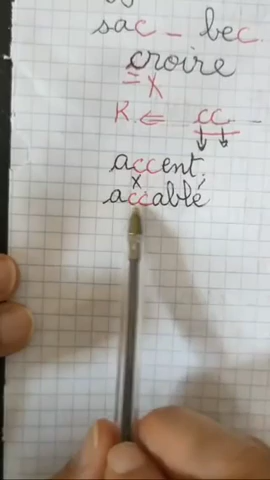 sac - bec
croire
= X
K ⇐ CC -
accent
x
accablé